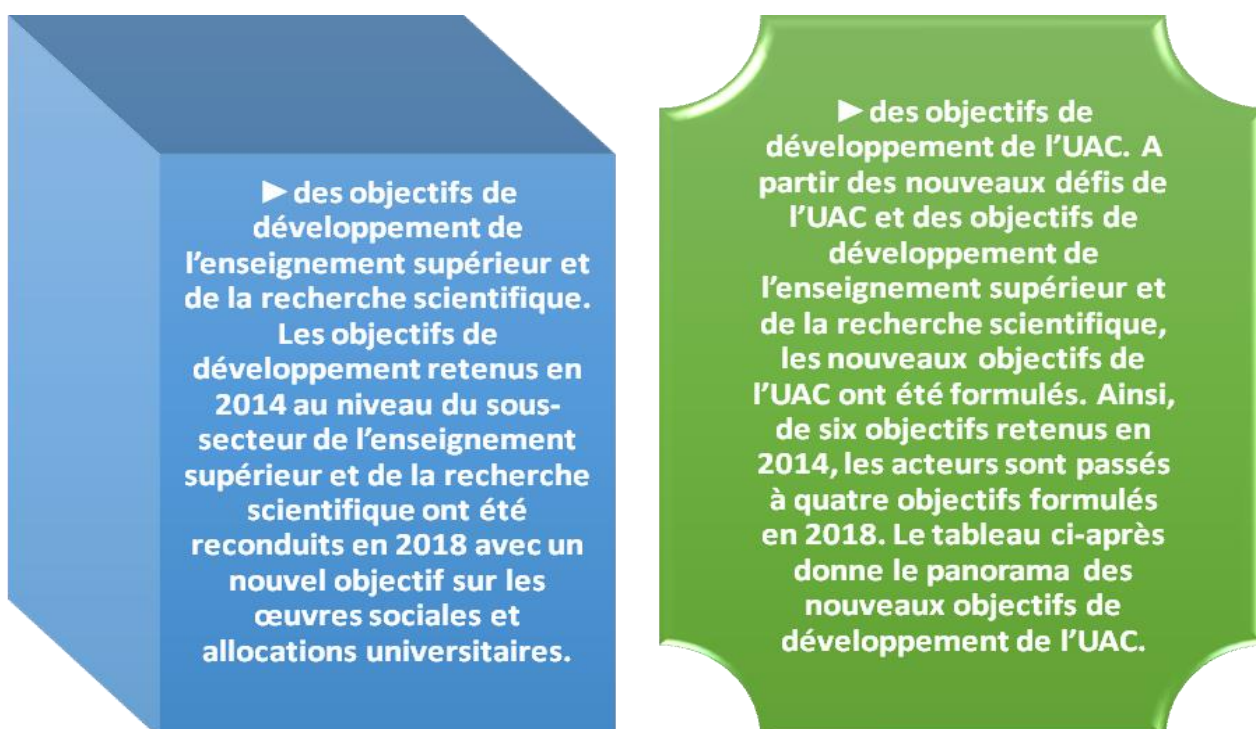 ►des objectifs de
développement de
l’enseignement supérieur et
de la recherche scientifique.
Les objectifs de
développement retenus en
2014 au niveau du sous-
secteur de l’enseignement
supérieur et de la recherche
scientifique ont été
reconduits en 2018 avec un
nouvel objectif sur les
œuvres sociales et
allocations universitaires.
►des objectifs de
développement de l’UAC. A
partir des nouveaux défis de
l’UAC et des objectifs de
développement de
l’enseignement supérieur et
de la recherche scientifique,
les nouveaux objectifs de
l’UAC ont été formulés. Ainsi,
de six objectifs retenus en
2014, les acteurs sont passés
à quatre objectifs formulés
en 2018. Le tableau ci-après
donne le panorama des
nouveaux objectifs de
développement de l’UAC.